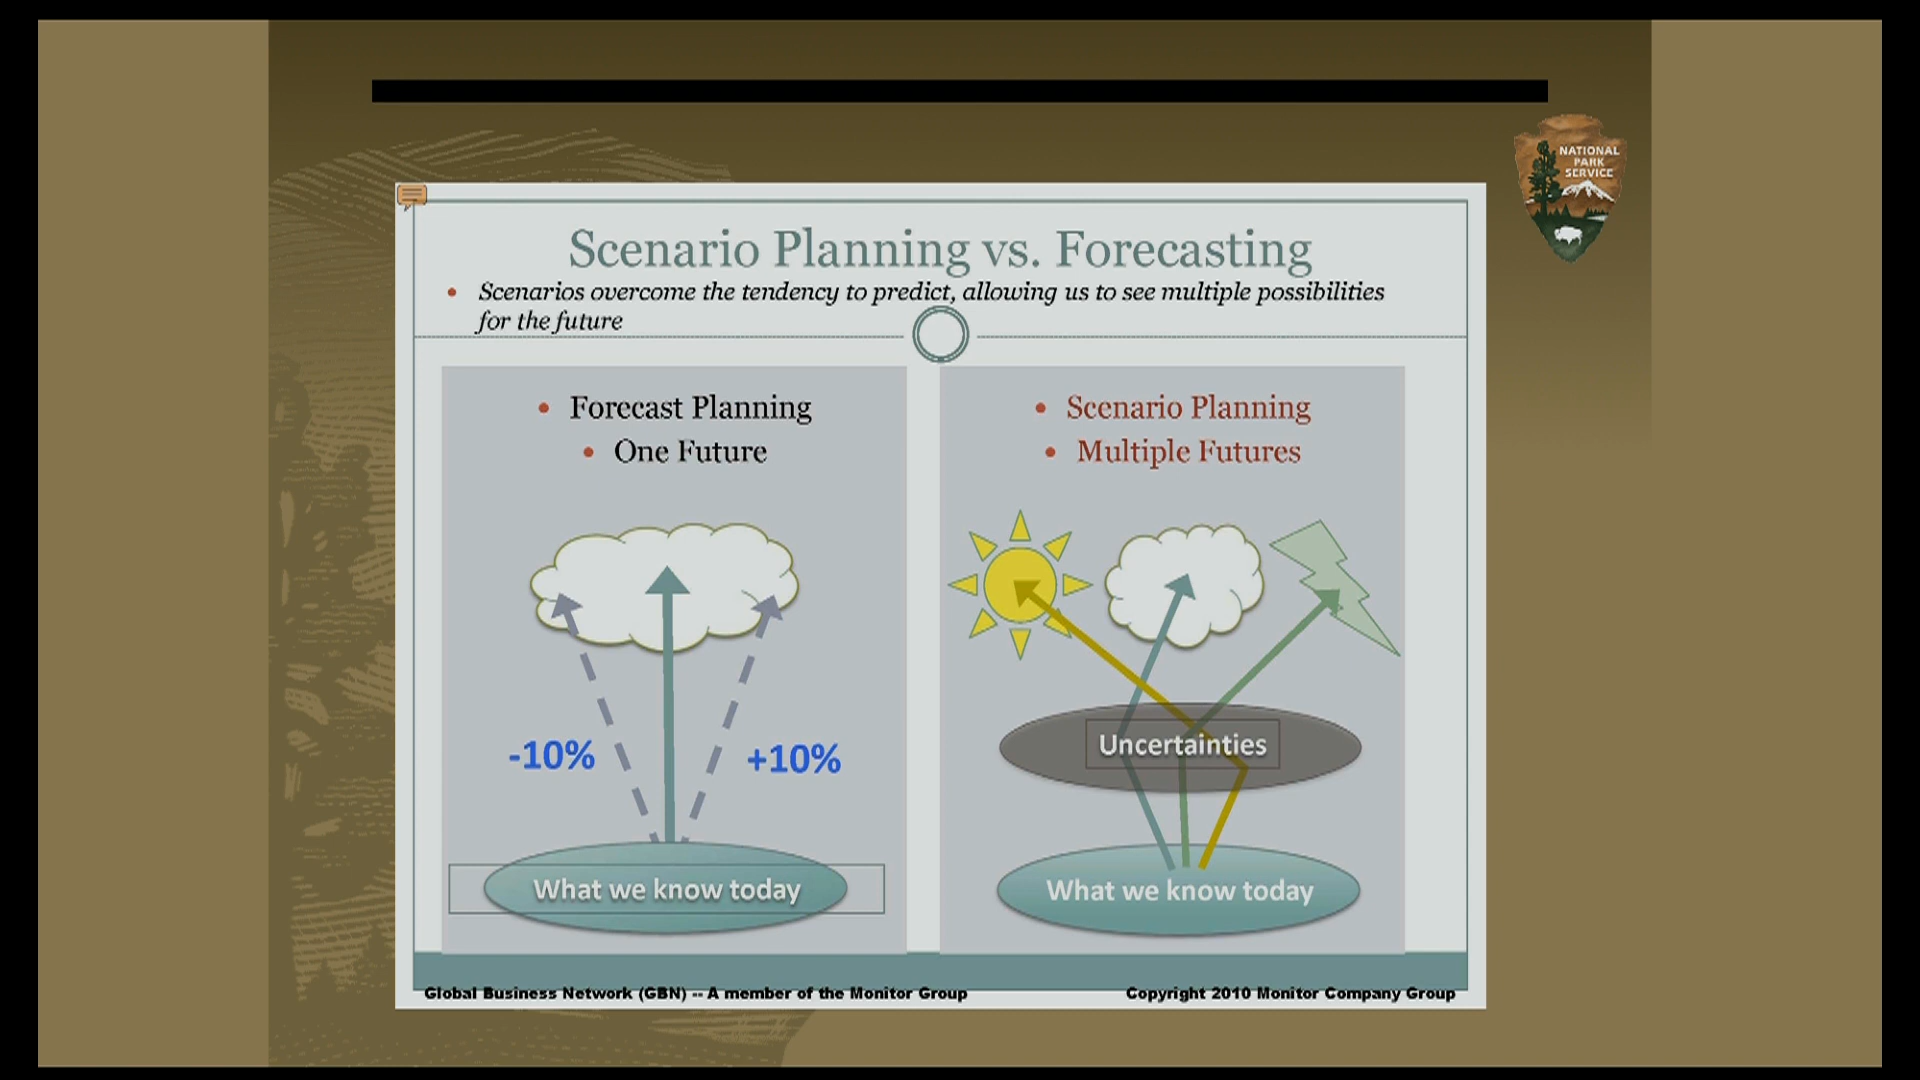 NATIONAL
PARK
SERVICE
Scenario Planning vs. Forecasting
• Scenarios overcome the tendency to predict, allowing us to see multiple possibilities
for the future
• Forecast Planning
• One Future
-10%
+10%
What we know today
• Scenario Planning
• Multiple Futures
Uncertainties
What we know today
Global Business Network (GBN) -- A member of the Monitor Group
Copyright 2010 Monitor Company Group